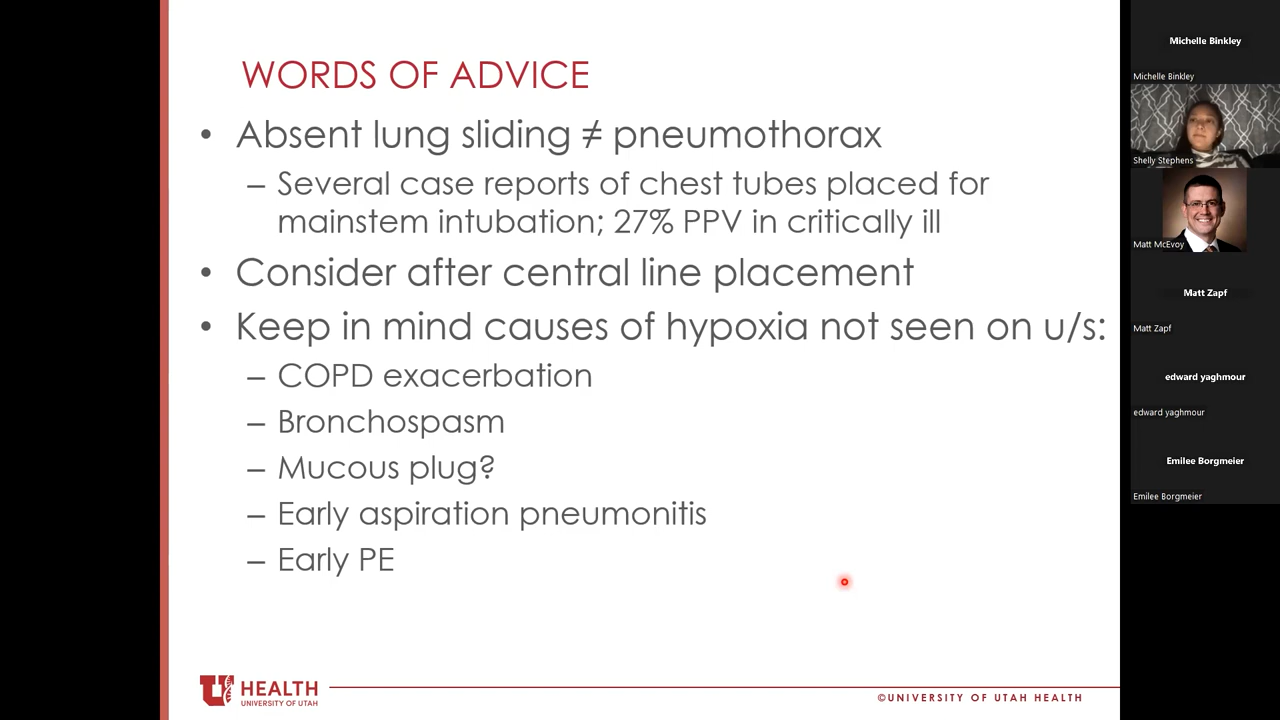 WORDS OF ADVICE
• Absent lung sliding ≠ pneumothorax
– Several case reports of chest tubes placed for
mainstem intubation; 27% PPV in critically ill
• Consider after central line placement
• Keep in mind causes of hypoxia not seen on u/s:
– COPD exacerbation
– Bronchospasm
– Mucous plug?
– Early aspiration pneumonitis
– Early PE
U HEALTH
UNIVERSITY OF UTAH
©UNIVERSITY OF UTAH HEALTH
Michelle Binkley
Michelle Binkley
Shelly Stephens
Matt McEvoy
Matt Zapf
Matt Zapf
edward yaghmour
edward yaghmour
Emilee Borgmeier
Emilee Borgmeier